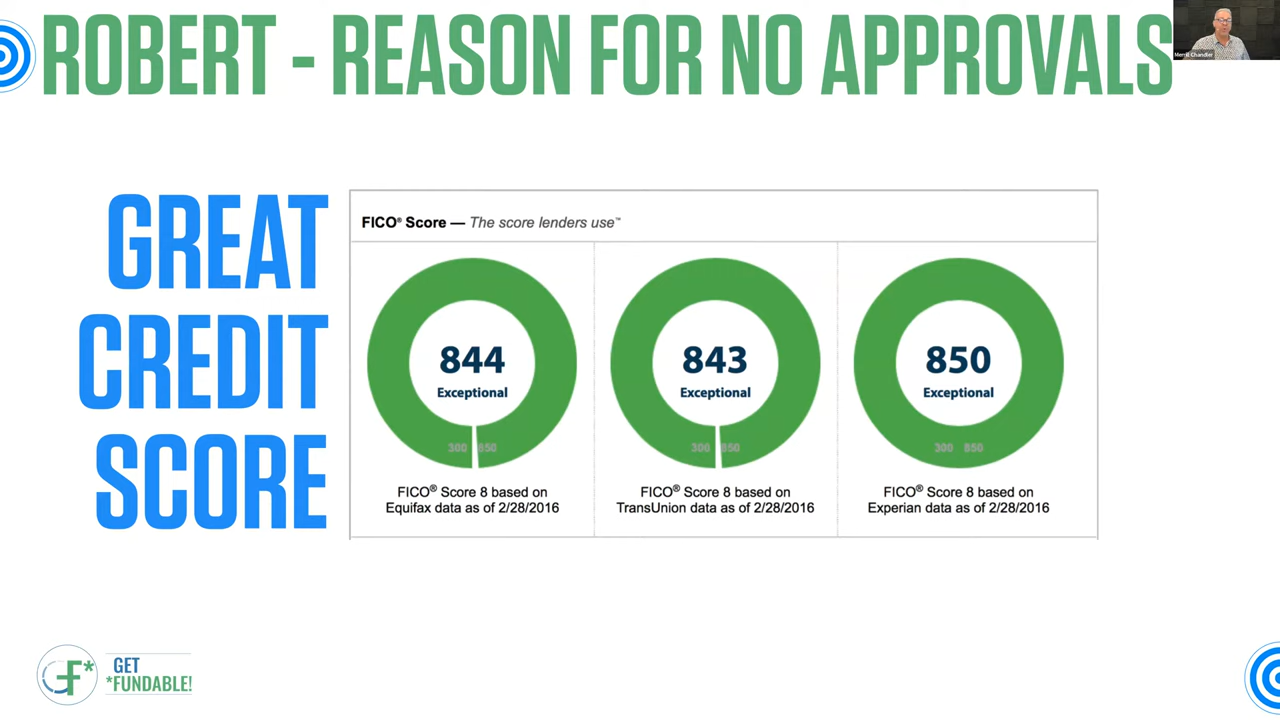 ROBERT - REASON FOR NO APPROVALS
Merrill Chandler
GREAT
CREDIT
SCORE
FICO® Score — The score lenders use™
844
Exceptional
300 850
FICO® Score 8 based on
Equifax data as of 2/28/2016
843
Exceptional
300 850
FICO® Score 8 based on
TransUnion data as of 2/28/2016
850
Exceptional
300 850
FICO® Score 8 based on
Experian data as of 2/28/2016
F*
GET
*FUNDABLE!